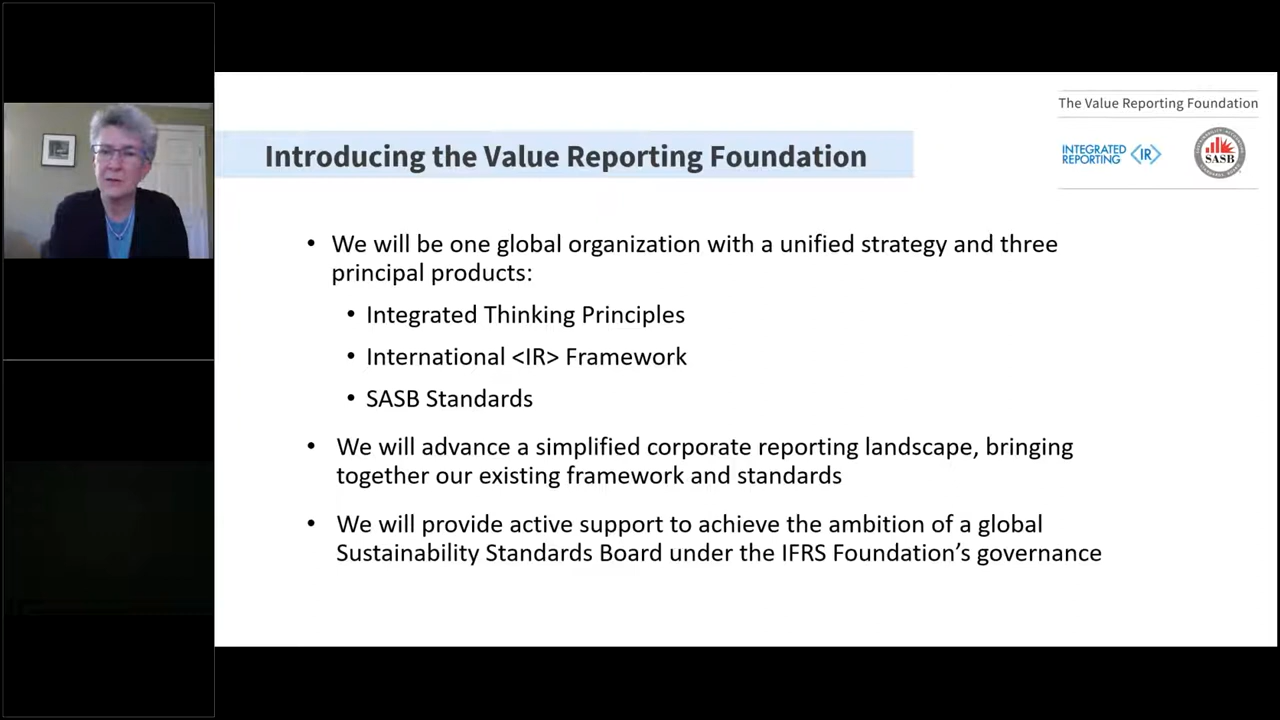 The Value Reporting Foundation
INTEGRATED
REPORTING <IR>
SASB
Introducing the Value Reporting Foundation
• We will be one global organization with a unified strategy and three
principal products:
• Integrated Thinking Principles
• International <IR> Framework
• SASB Standards
• We will advance a simplified corporate reporting landscape, bringing
together our existing framework and standards
• We will provide active support to achieve the ambition of a global
Sustainability Standards Board under the IFRS Foundation’s governance